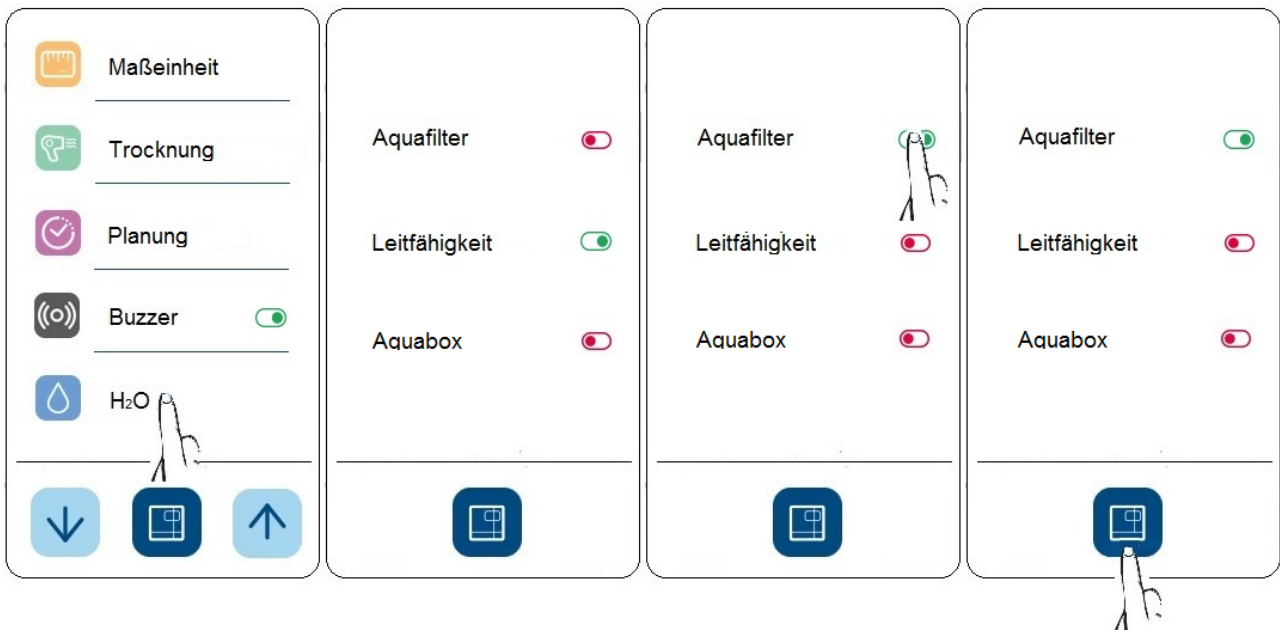 Maßeinheit
Trocknung
Planung
Buzzer
H₂O
Aquafilter
Leitfähigkeit
Aquabox
Aquafilter
Leitfähigkeit
Aquabox
Aquafilter
Leitfähigkeit
Aquabox